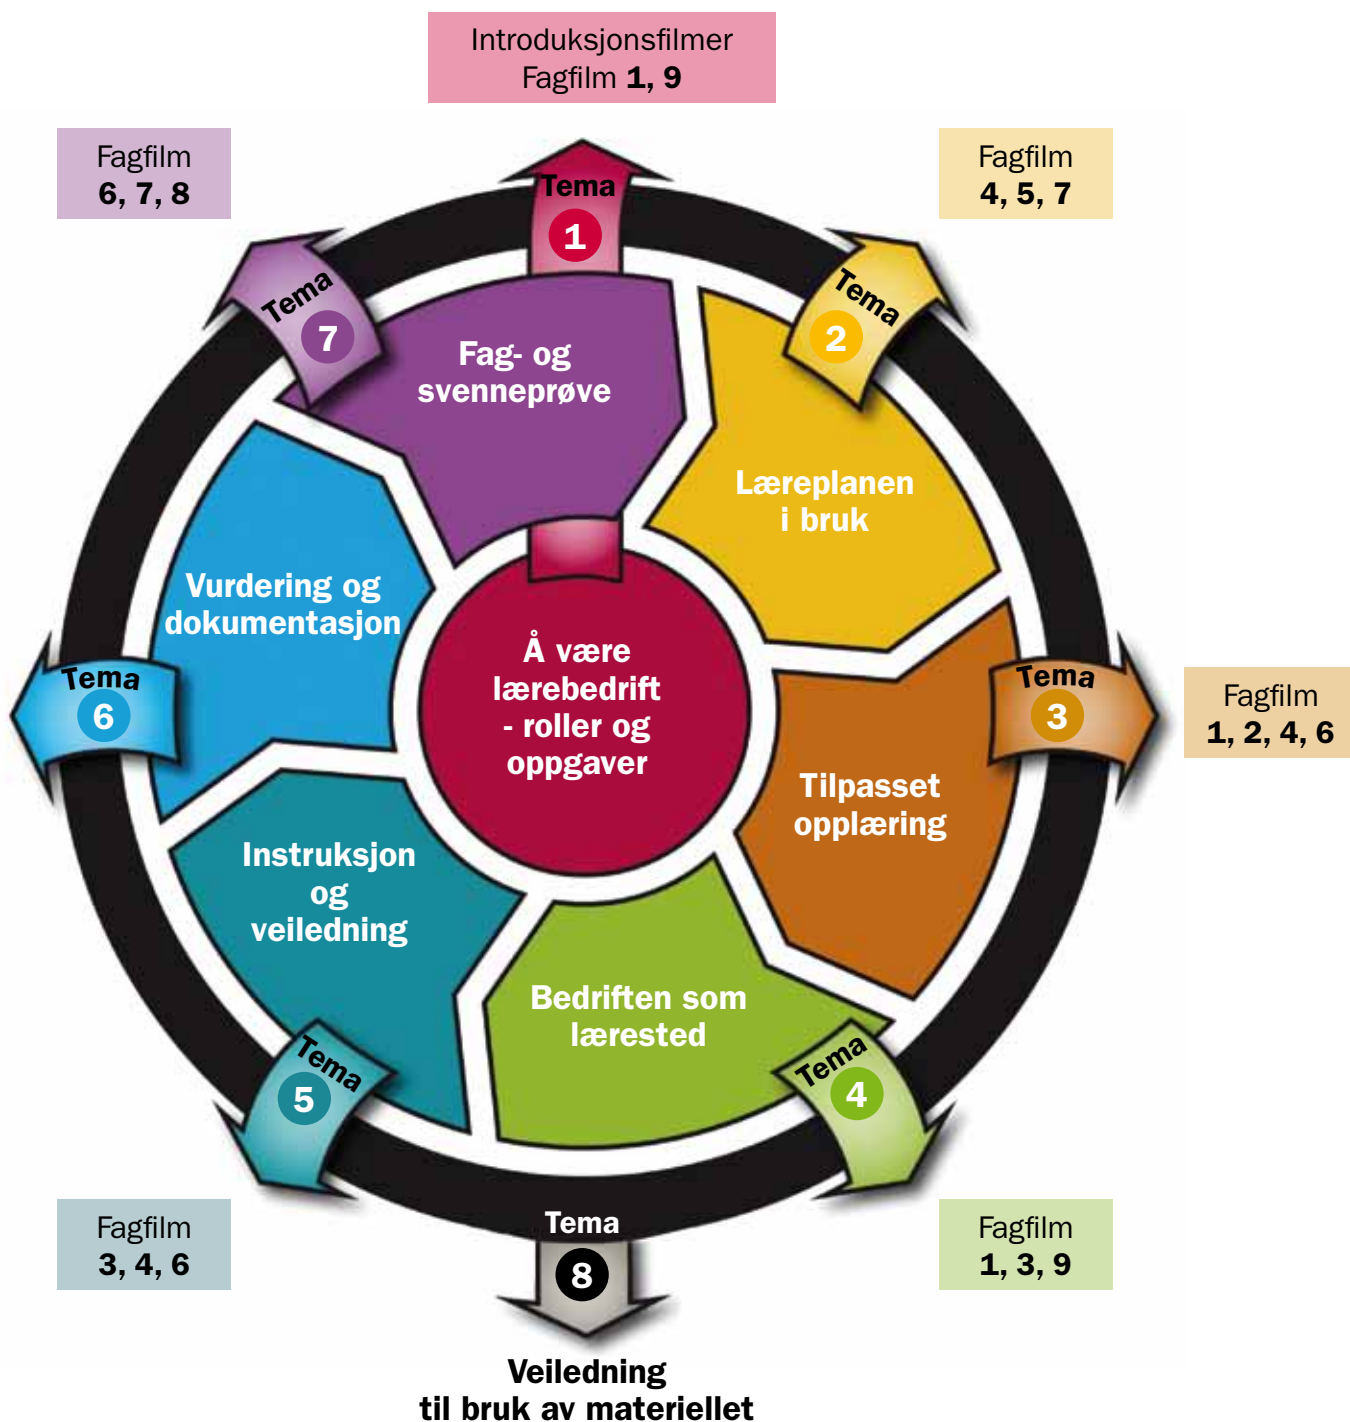 Introduksjonsfilmer
Fagfilm 1, 9
Fagfilm
6, 7, 8
Fagfilm
4, 5, 7
Tema
1
Tema
7
Tema
2
Fag- og
svenneprøve
Læreplanen
i bruk
Vurdering og
dokumentasjon
Å være
lærebedrift
- roller og
oppgaver
Tema
6
Tema
3
Fagfilm
1, 2, 4, 6
Tilpasset
opplæring
Instruksjon
og
veiledning
Bedriften som
lærested
Tema
5
Tema
4
Fagfilm
3, 4, 6
Tema
8
Fagfilm
1, 3, 9
Veiledning
til bruk av materiellet